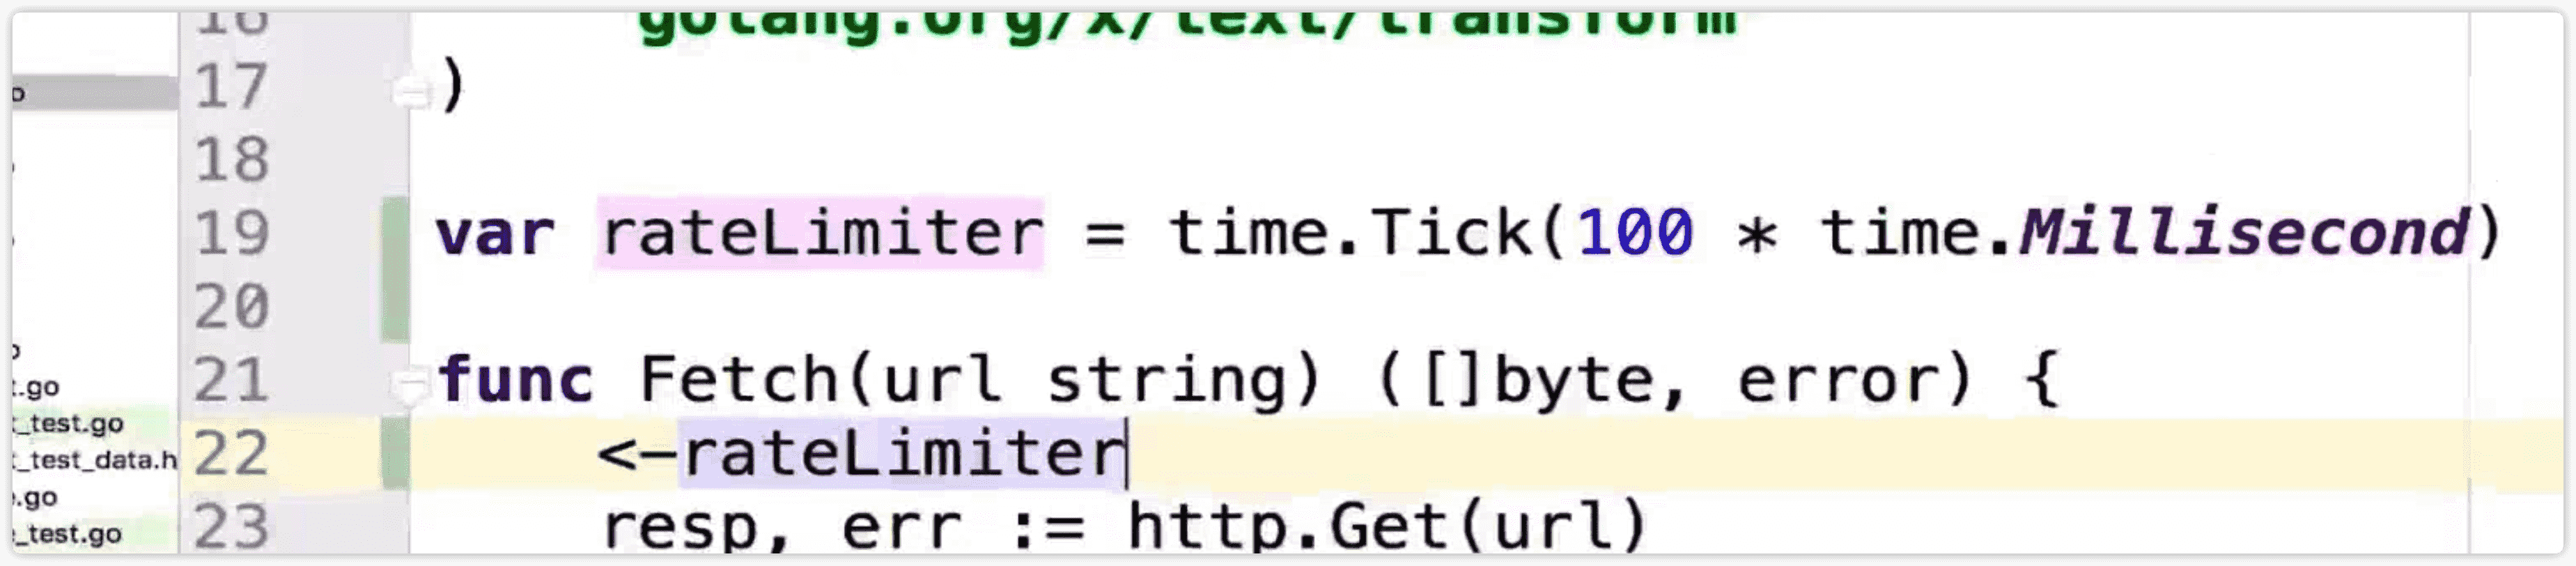 16 golang.org/x/text/transform
17 )
18
19 var rateLimiter = time.Tick(100 * time.Millisecond)
20
21 func Fetch(url string) ([]byte, error) {
22 <-rateLimiter
23 resp, err := http.Get(url)
o
.go
_test.go
_test_data.h
.go
_test.go